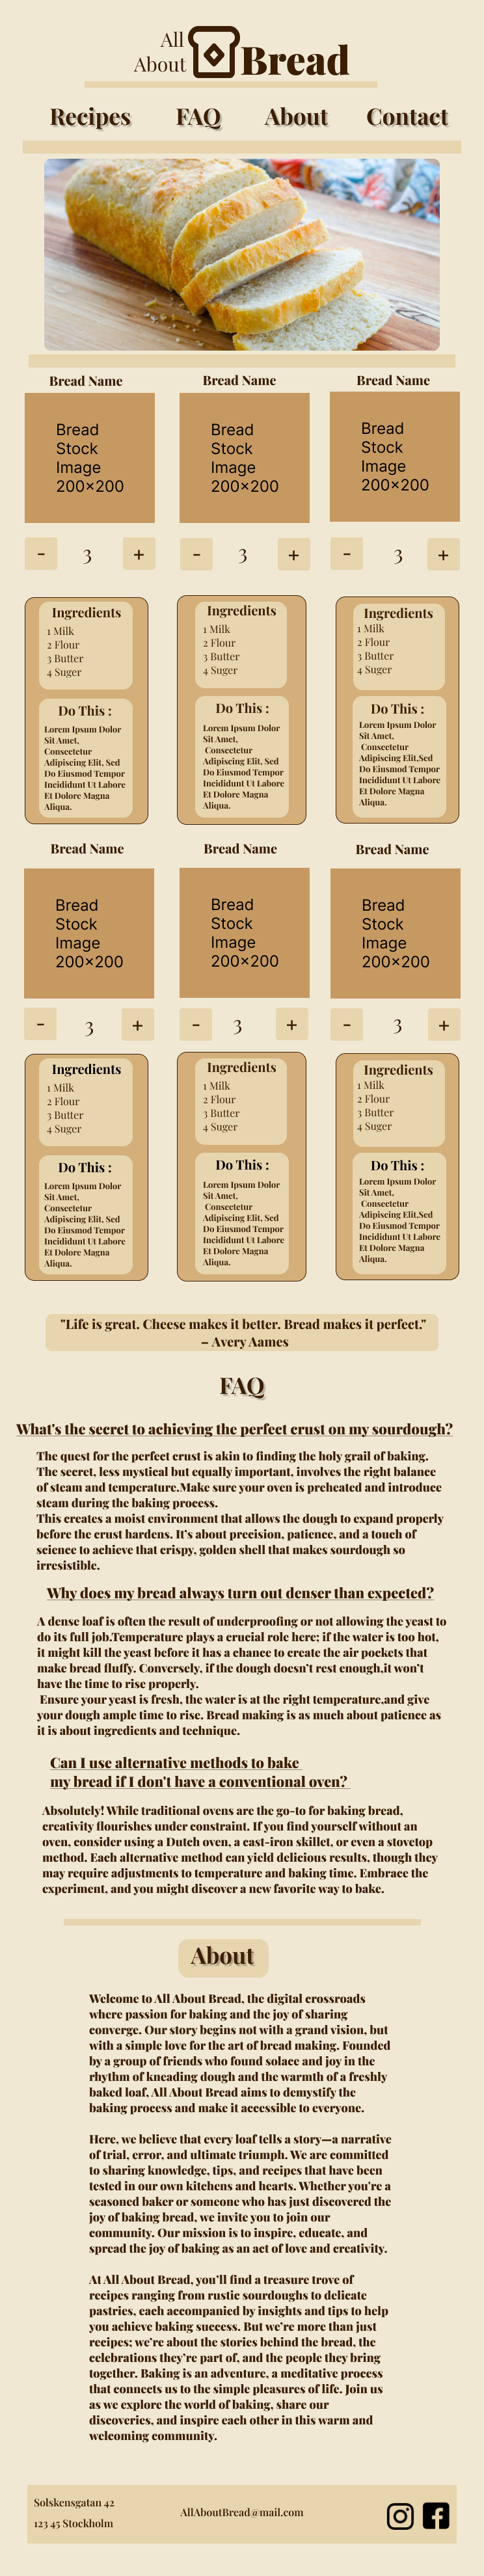 All
About
Bread
Recipes FAQ About Contact
Bread Name Bread Name Bread Name
Bread
Stock
Image
200×200
Bread
Stock
Image
200×200
Bread
Stock
Image
200×200
- 3 + - 3 + - 3 +
Ingredients
1 Milk
2 Flour
3 Butter
4 Suger
Do This :
Lorem Ipsum Dolor
Sit Amet,
Consectetur
Adipiscing Elit, Sed
Do Eiusmod Tempor
Incididunt Ut Labore
Et Dolore Magna
Aliqua.
Ingredients
1 Milk
2 Flour
3 Butter
4 Suger
Do This :
Lorem Ipsum Dolor
Sit Amet,
Consectetur
Adipiscing Elit, Sed
Do Eiusmod Tempor
Incididunt Ut Labore
Et Dolore Magna
Aliqua.
Ingredients
1 Milk
2 Flour
3 Butter
4 Suger
Do This :
Lorem Ipsum Dolor
Sit Amet,
Consectetur
Adipiscing Elit,Sed
Do Eiusmod Tempor
Incididunt Ut Labore
Et Dolore Magna
Aliqua.
Bread Name Bread Name Bread Name
Bread
Stock
Image
200×200
Bread
Stock
Image
200×200
Bread
Stock
Image
200×200
- 3 + - 3 + - 3 +
Ingredients
1 Milk
2 Flour
3 Butter
4 Suger
Do This :
Lorem Ipsum Dolor
Sit Amet,
Consectetur
Adipiscing Elit, Sed
Do Eiusmod Tempor
Incididunt Ut Labore
Et Dolore Magna
Aliqua.
Ingredients
1 Milk
2 Flour
3 Butter
4 Suger
Do This :
Lorem Ipsum Dolor
Sit Amet,
Consectetur
Adipiscing Elit, Sed
Do Eiusmod Tempor
Incididunt Ut Labore
Et Dolore Magna
Aliqua.
Ingredients
1 Milk
2 Flour
3 Butter
4 Suger
Do This :
Lorem Ipsum Dolor
Sit Amet,
Consectetur
Adipiscing Elit,Sed
Do Eiusmod Tempor
Incididunt Ut Labore
Et Dolore Magna
Aliqua.
"Life is great. Cheese makes it better. Bread makes it perfect."
– Avery Aames
FAQ
What's the secret to achieving the perfect crust on my sourdough?
The quest for the perfect crust is akin to finding the holy grail of baking.
The secret, less mystical but equally important, involves the right balance
of steam and temperature.Make sure your oven is preheated and introduce
steam during the baking process.
This creates a moist environment that allows the dough to expand properly
before the crust hardens. It's about precision, patience, and a touch of
science to achieve that crispy, golden shell that makes sourdough so
irresistible.
Why does my bread always turn out denser than expected?
A dense loaf is often the result of underproofing or not allowing the yeast to
do its full job.Temperature plays a crucial role here; if the water is too hot,
it might kill the yeast before it has a chance to create the air pockets that
make bread fluffy. Conversely, if the dough doesn't rest enough,it won't
have the time to rise properly.
Ensure your yeast is fresh, the water is at the right temperature,and give
your dough ample time to rise. Bread making is as much about patience as
it is about ingredients and technique.
Can I use alternative methods to bake
my bread if I don't have a conventional oven?
Absolutely! While traditional ovens are the go-to for baking bread,
creativity flourishes under constraint. If you find yourself without an
oven, consider using a Dutch oven, a cast-iron skillet, or even a stovetop
method. Each alternative method can yield delicious results, though they
may require adjustments to temperature and baking time. Embrace the
experiment, and you might discover a new favorite way to bake.
About
Welcome to All About Bread, the digital crossroads
where passion for baking and the joy of sharing
converge. Our story begins not with a grand vision, but
with a simple love for the art of bread making. Founded
by a group of friends who found solace and joy in the
rhythm of kneading dough and the warmth of a freshly
baked loaf, All About Bread aims to demystify the
baking process and make it accessible to everyone.
Here, we believe that every loaf tells a story—a narrative
of trial, error, and ultimate triumph. We are committed
to sharing knowledge, tips, and recipes that have been
tested in our own kitchens and hearts. Whether you're a
seasoned baker or someone who has just discovered the
joy of baking bread, we invite you to join our
community. Our mission is to inspire, educate, and
spread the joy of baking as an act of love and creativity.
At All About Bread, you'll find a treasure trove of
recipes ranging from rustic sourdoughs to delicate
pastries, each accompanied by insights and tips to help
you achieve baking success. But we're more than just
recipes; we're about the stories behind the bread, the
celebrations they're part of, and the people they bring
together. Baking is an adventure, a meditative process
that connects us to the simple pleasures of life. Join us
as we explore the world of baking, share our
discoveries, and inspire each other in this warm and
welcoming community.
Solskensgatan 42
123 45 Stockholm
AllAboutBread@mail.com